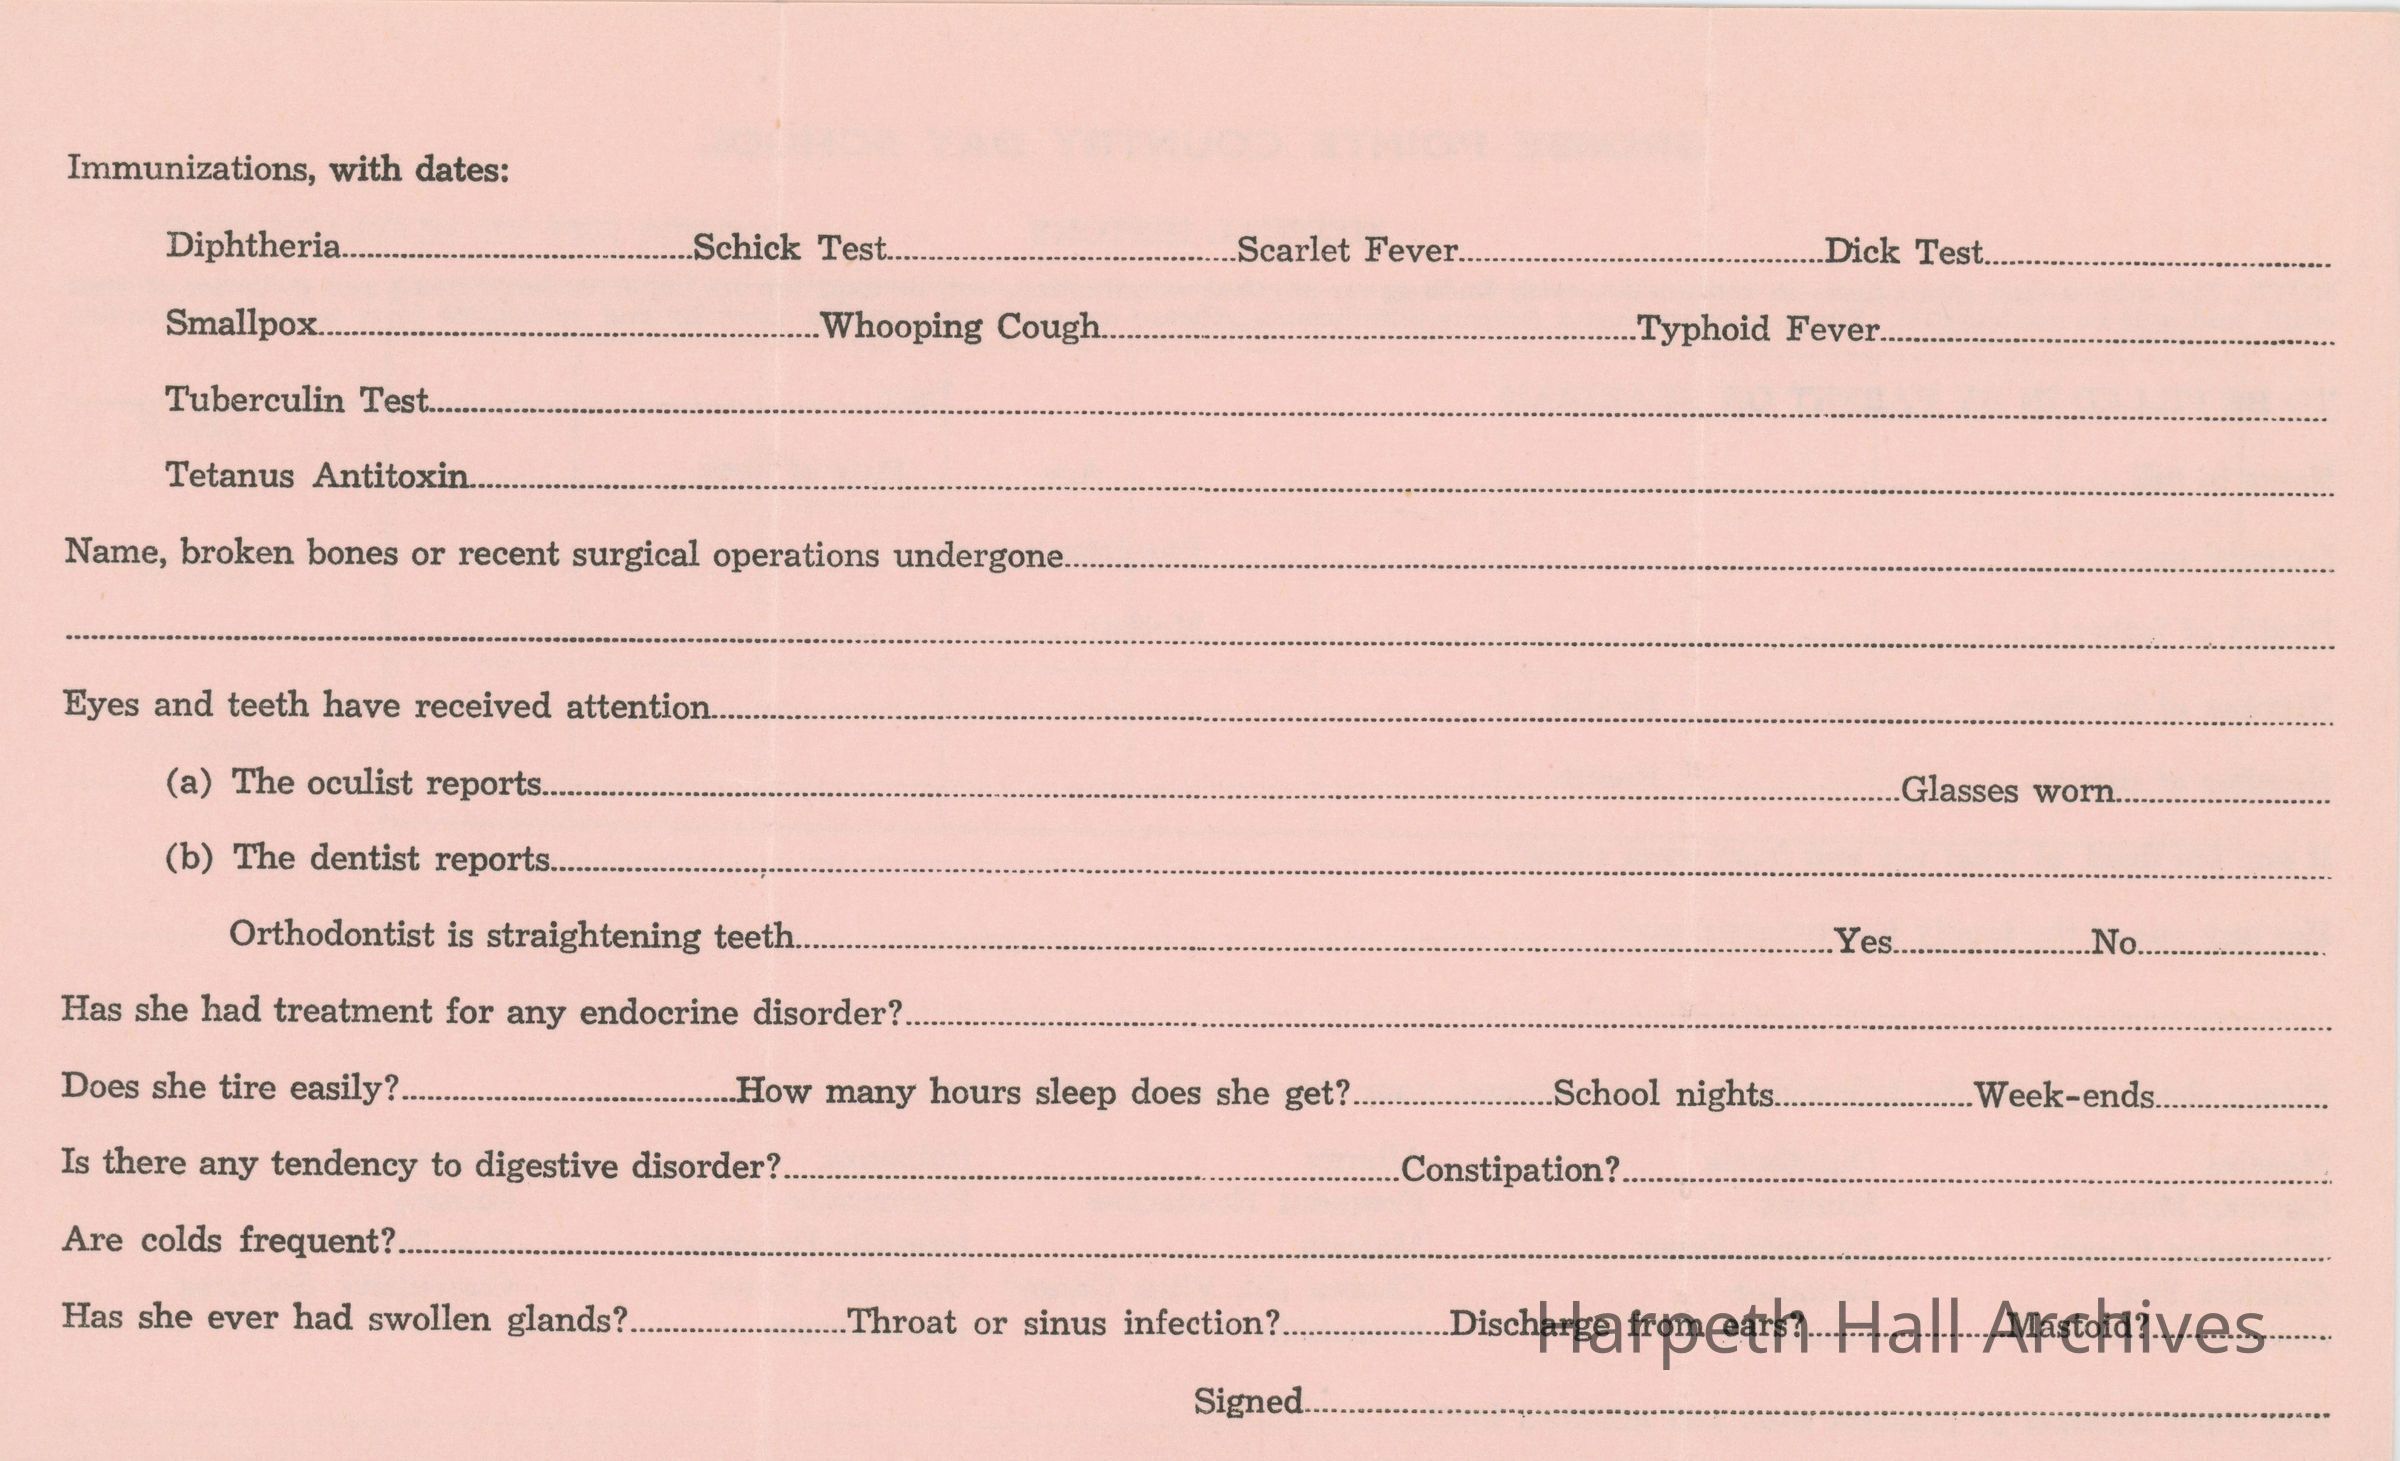 Immunizations, with dates:
Diphtheria........................................Schick Test........................................Scarlet Fever........................................Dick Test........................................
Smallpox........................................Whooping Cough........................................Typhoid Fever........................................
Tuberculin Test........................................
Tetanus Antitoxin........................................
Name, broken bones or recent surgical operations undergone........................................
........................................
Eyes and teeth have received attention........................................
(a) The oculist reports........................................Glasses worn....................
(b) The dentist reports........................................
Orthodontist is straightening teeth........................................Yes....................No....................
Has she had treatment for any endocrine disorder?........................................
Does she tire easily?........................................How many hours sleep does she get?....................School nights....................Week-ends....................
Is there any tendency to digestive disorder?........................................Constipation?........................................
Are colds frequent?........................................
Has she ever had swollen glands?....................Throat or sinus infection?....................Discharge from ears?....................Mastoid?....................
Harpeth Hall Archives
Signed........................................